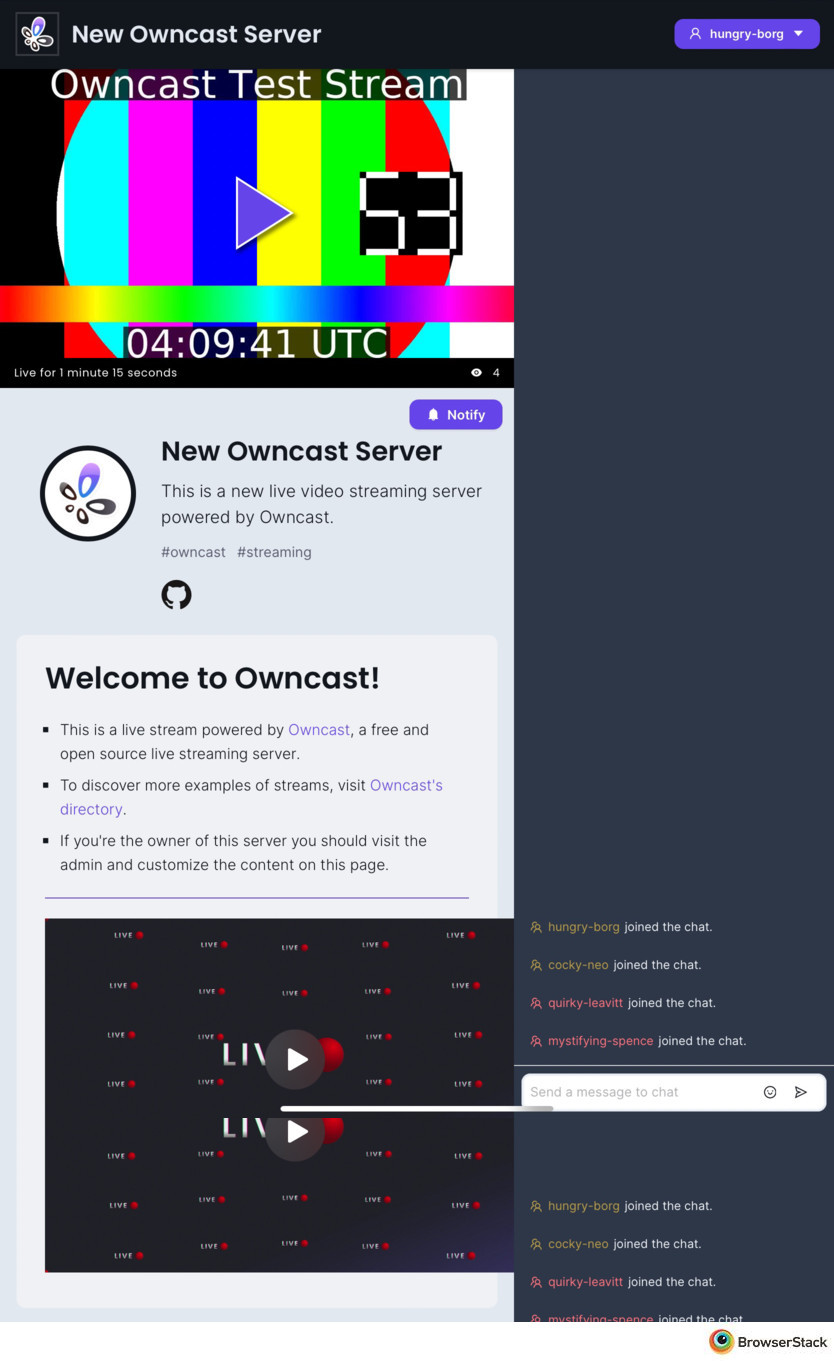 New Owncast Server
hungry-borg
Owncast Test Stream
53
04:09:41 UTC
Live for 1 minute 15 seconds
4
Notify
New Owncast Server
This is a new live video streaming server
powered by Owncast.
#owncast #streaming
Welcome to Owncast!
This is a live stream powered by Owncast, a free and
open source live streaming server.
To discover more examples of streams, visit Owncast's
directory.
If you're the owner of this server you should visit the
admin and customize the content on this page.
LIVE LIVE LIVE LIVE LIVE
LIVE LIVE LIVE LIVE LIVE
LIVE LIVE LIVE LIVE
LIV
LIVE LIVE LIVE LIVE
LIV
LIVE LIVE LIVE LIVE
LIVE LIVE LIVE LIVE LIVE
LIVE LIVE LIVE LIVE LIVE
hungry-borg joined the chat.
cocky-neo joined the chat.
quirky-leavitt joined the chat.
mystifying-spence joined the chat.
Send a message to chat
hungry-borg joined the chat.
cocky-neo joined the chat.
quirky-leavitt joined the chat.
mystifying-spence joined the chat.
BrowserStack